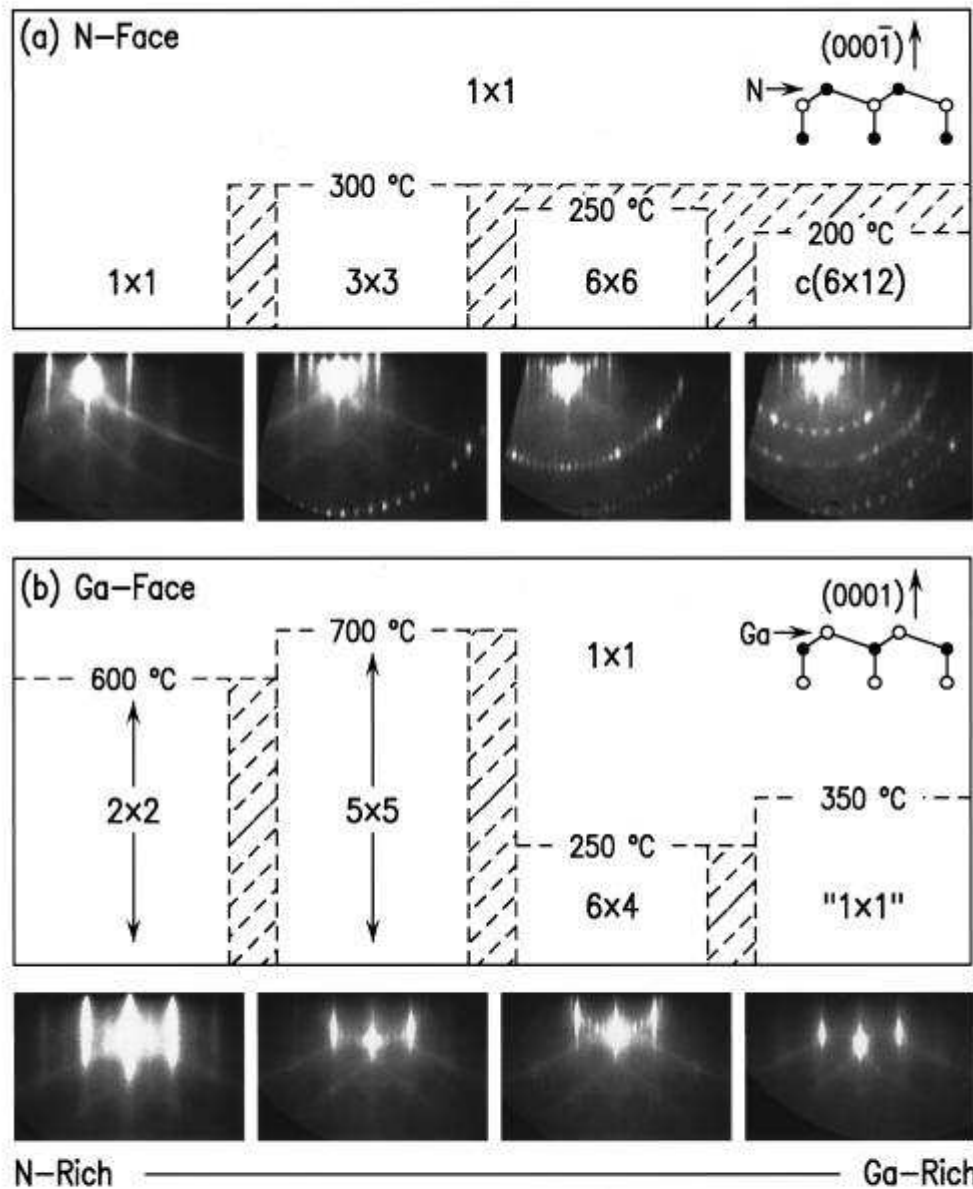 (a) N-Face
(0001̄)
1×1
N
300 °C
250 °C
200 °C
1×1
3×3
6×6
c(6×12)
(b) Ga-Face
(0001)
700 °C
Ga
1×1
600 °C
350 °C
2×2
5×5
250 °C
6×4
"1×1"
N-Rich
Ga-Rich